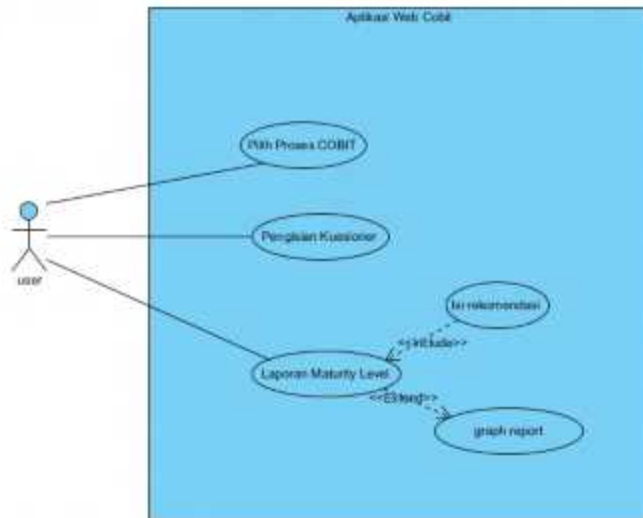 Aplikasi Web Cobit
Pilih Proses COBIT
Pengisian Kuesioner
user
Isi rekomendasi
<<Include>>
Laporan Maturity Level
<<Extend>>
graph report